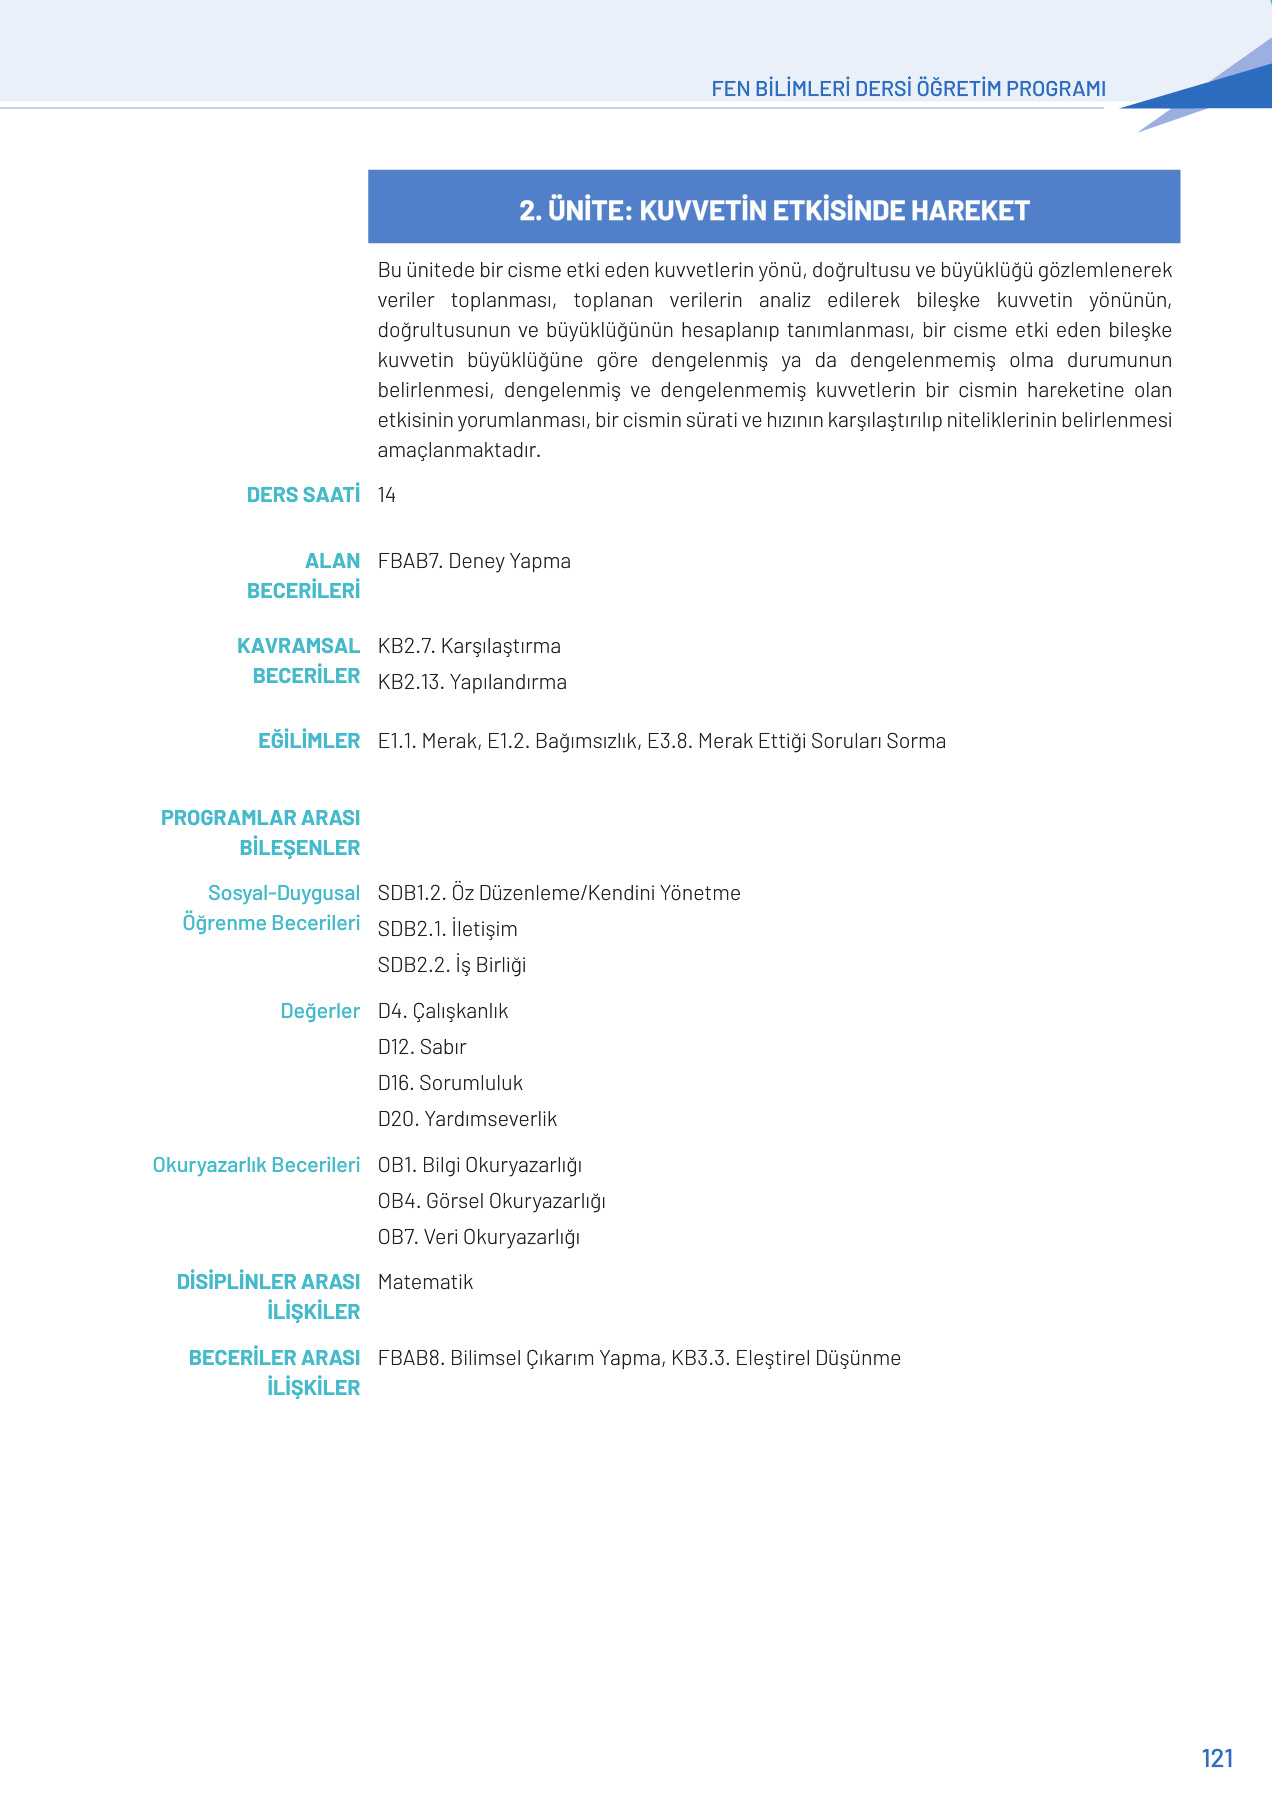 FEN BİLİMLERİ DERSİ ÖĞRETİM PROGRAMI
2. ÜNİTE: KUVVETİN ETKİSİNDE HAREKET
Bu ünitede bir cisme etki eden kuvvetlerin yönü, doğrultusu ve büyüklüğü gözlemlenerek
veriler toplanması, toplanan verilerin analiz edilerek bileşke kuvvetin yönünün,
doğrultusunun ve büyüklüğünün hesaplanıp tanımlanması, bir cisme etki eden bileşke
kuvvetin büyüklüğüne göre dengelenmiş ya da dengelenmemiş olma durumunun
belirlenmesi, dengelenmiş ve dengelenmemiş kuvvetlerin bir cismin hareketine olan
etkisinin yorumlanması, bir cismin sürati ve hızının karşılaştırılıp niteliklerinin belirlenmesi
amaçlanmaktadır.
DERS SAATİ 14
ALAN FBAB7. Deney Yapma
BECERİLERİ
KAVRAMSAL KB2.7. Karşılaştırma
BECERİLER KB2.13. Yapılandırma
EĞİLİMLER E1.1. Merak, E1.2. Bağımsızlık, E3.8. Merak Ettiği Soruları Sorma
PROGRAMLAR ARASI
BİLEŞENLER
Sosyal-Duygusal SDB1.2. Öz Düzenleme/Kendini Yönetme
Öğrenme Becerileri SDB2.1. İletişim
SDB2.2. İş Birliği
Değerler D4. Çalışkanlık
D12. Sabır
D16. Sorumluluk
D20. Yardımseverlik
Okuryazarlık Becerileri OB1. Bilgi Okuryazarlığı
OB4. Görsel Okuryazarlığı
OB7. Veri Okuryazarlığı
DİSİPLİNLER ARASI Matematik
İLİŞKİLER
BECERİLER ARASI FBAB8. Bilimsel Çıkarım Yapma, KB3.3. Eleştirel Düşünme
İLİŞKİLER
121